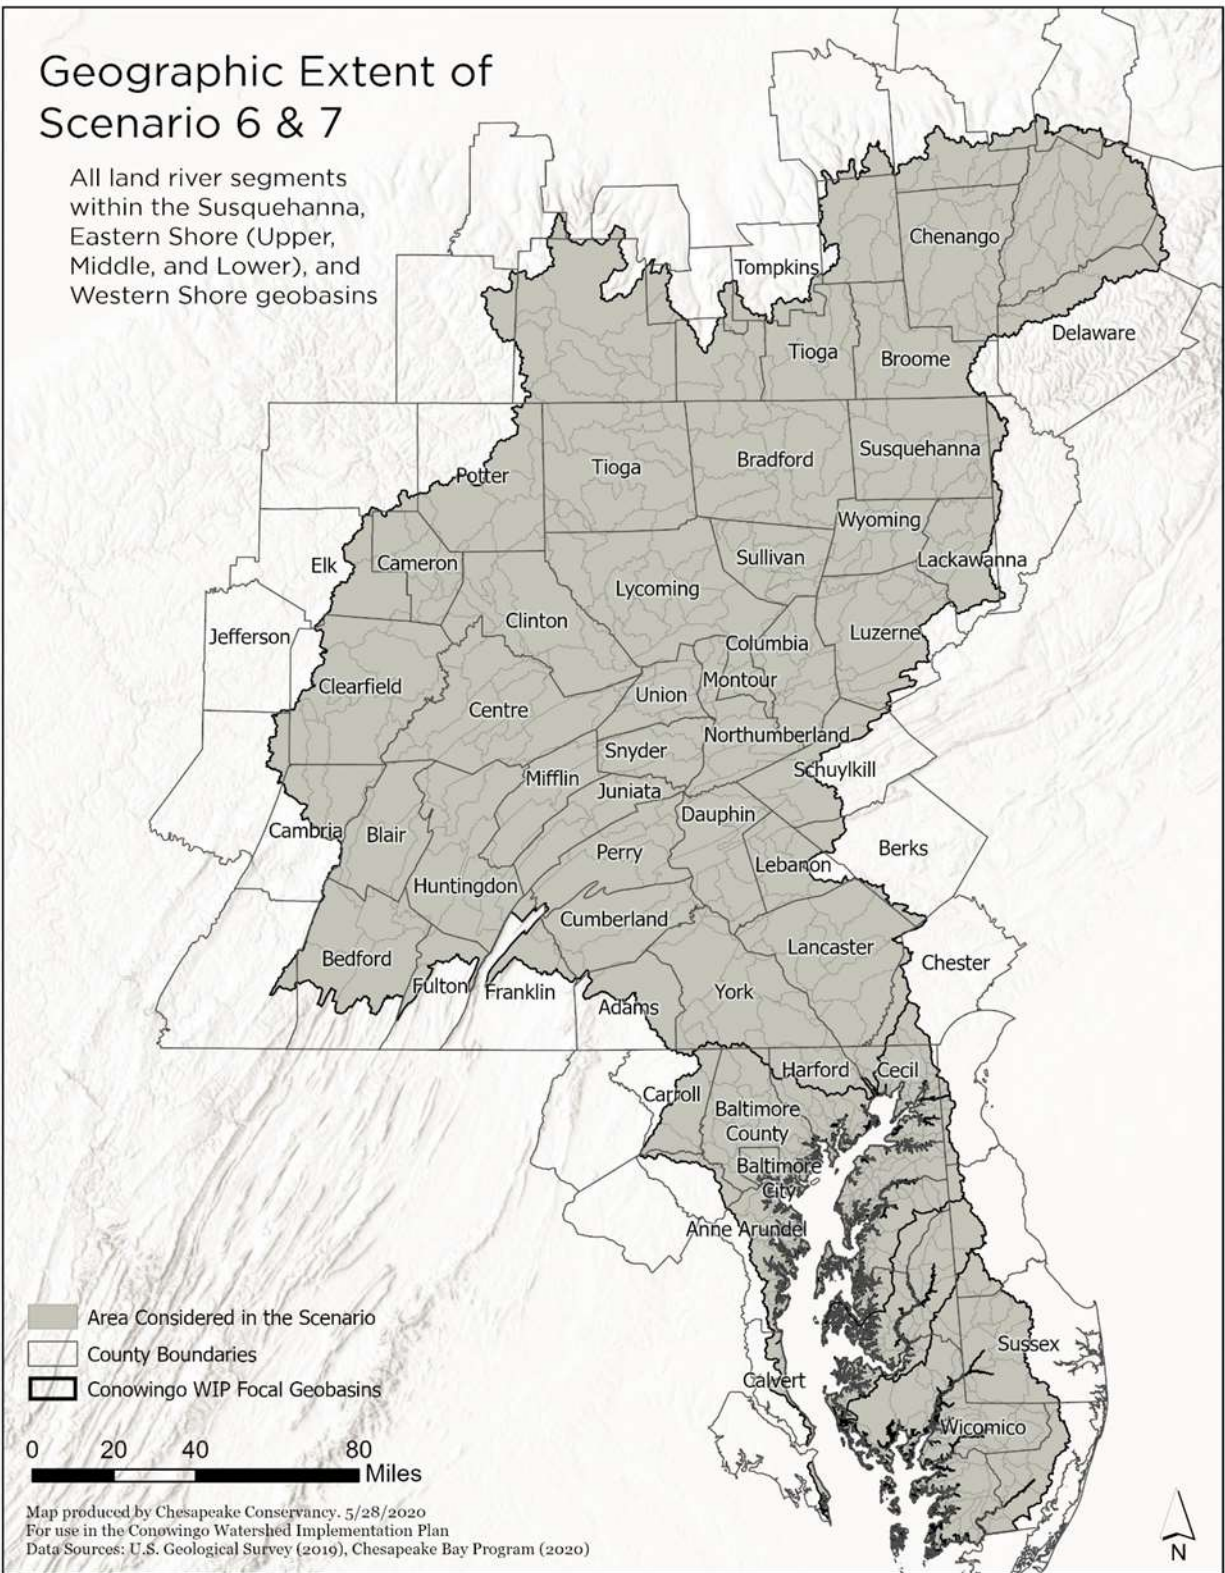 Geographic Extent of
Scenario 6 & 7
All land river segments
within the Susquehanna,
Eastern Shore (Upper,
Middle, and Lower), and
Western Shore geobasins
Chenango
Tompkins
Delaware
Tioga
Broome
Susquehanna
Bradford
Tioga
Potter
Wyoming
Sullivan
Lackawanna
Elk
Cameron
Lycoming
Clinton
Jefferson
Luzerne
Columbia
Clearfield
Montour
Union
Centre
Northumberland
Snyder
Schuylkill
Mifflin
Juniata
Dauphin
Cambria
Blair
Berks
Perry
Lebanon
Huntingdon
Cumberland
Lancaster
Bedford
Chester
Fulton
Franklin
York
Adams
Harford
Cecil
Carroll
Baltimore
County
Baltimore
City
Anne Arundel
Sussex
Calvert
Wicomico
Area Considered in the Scenario
County Boundaries
Conowingo WIP Focal Geobasins
0 20 40 80
Miles
Map produced by Chesapeake Conservancy. 5/28/2020
For use in the Conowingo Watershed Implementation Plan
Data Sources: U.S. Geological Survey (2019), Chesapeake Bay Program (2020)
N